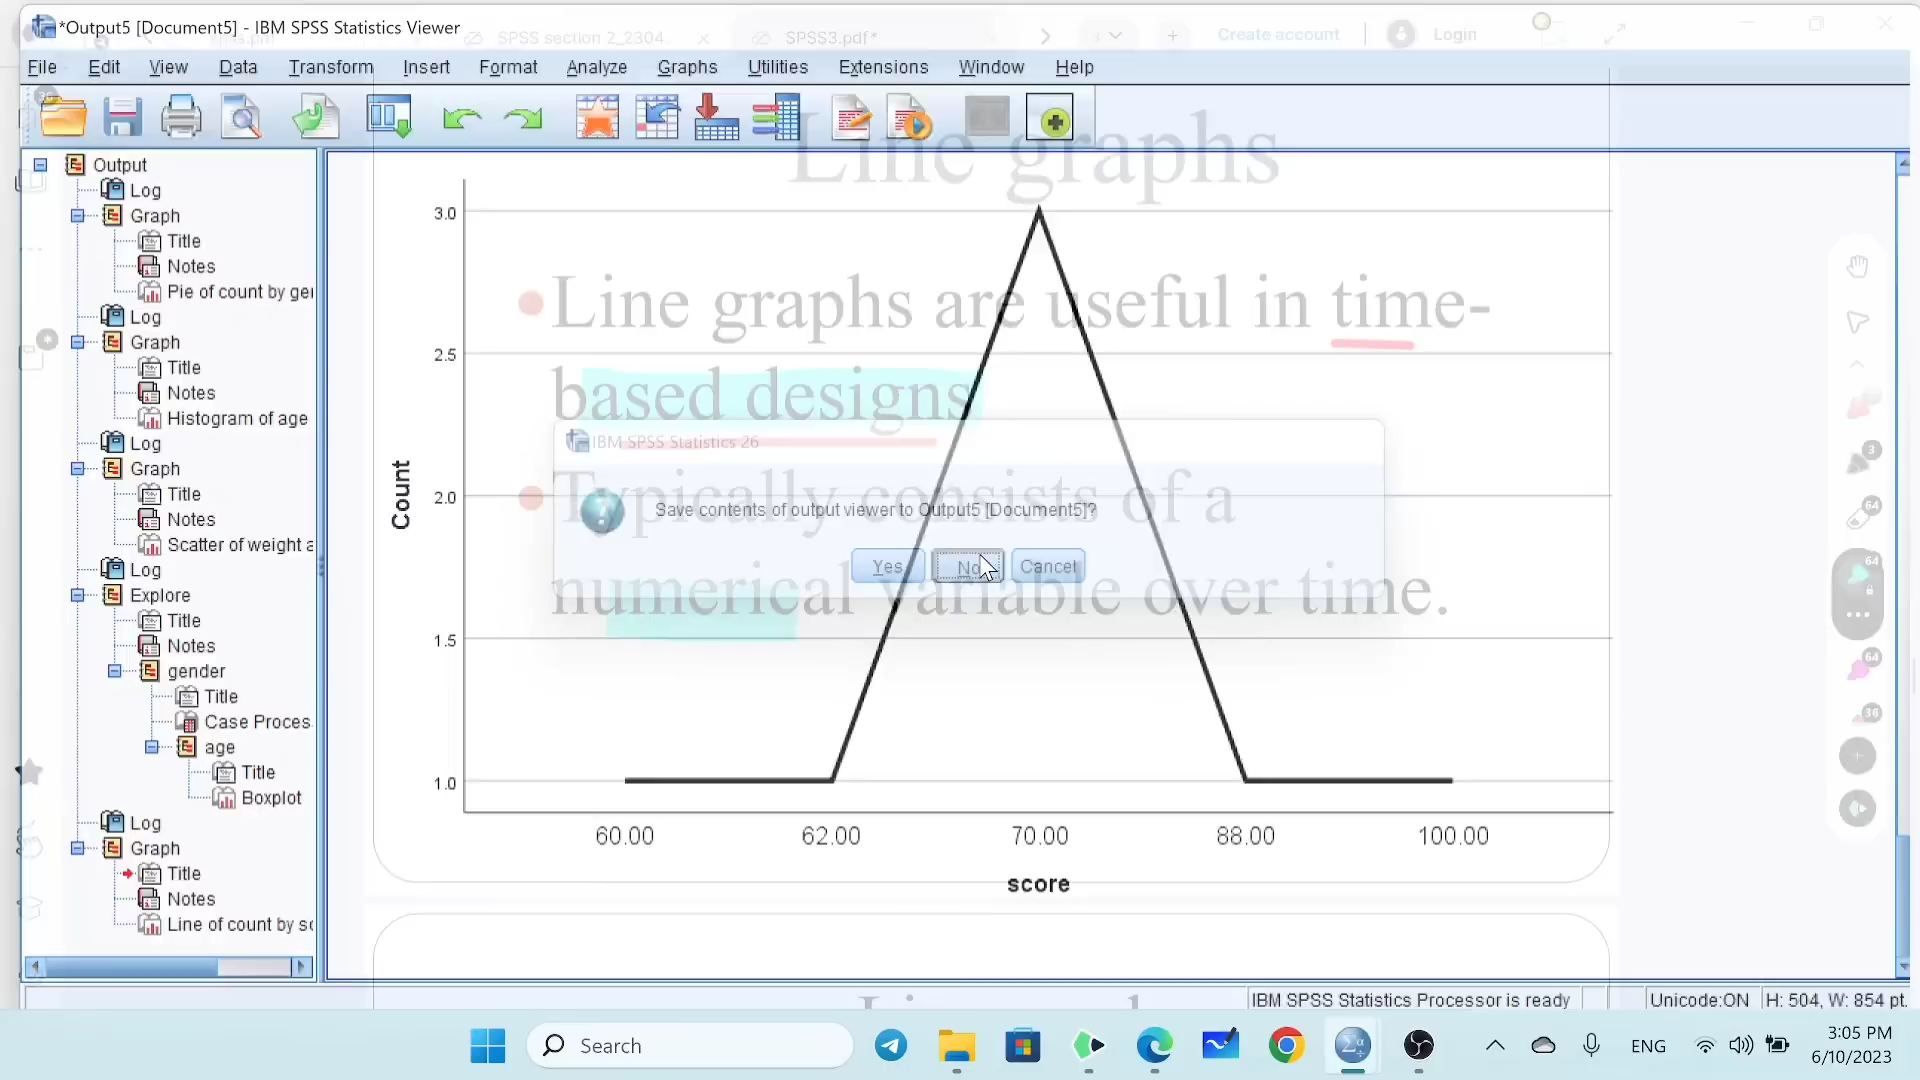 *Output5 [Document5] - IBM SPSS Statistics Viewer
SPSS section 2_2304...
SPSS3.pdf*
Create account
Login
File Edit View Data Transform Insert Format Analyze Graphs Utilities Extensions Window Help
Line graphs
Output
Log
Graph
Title
Notes
Pie of count by ge
Log
Graph
Title
Notes
Histogram of age
Log
Graph
Title
Notes
Scatter of weight
Log
Explore
Title
Notes
gender
Title
Case Proces
age
Title
Boxplot
Log
Graph
Title
Notes
Line of count by s
3.0
2.5
2.0
1.5
1.0
Count
60.00 62.00 70.00 88.00 100.00
score
Line graphs are useful in time-
based designs
Typically consists of a
numerical variable over time.
IBM SPSS Statistics 26
Save contents of output viewer to Output5 [Document5]?
Yes No Cancel
3
64
64
64
36
IBM SPSS Statistics Processor is ready
Unicode:ON
H: 504, W: 854 pt.
Search
ENG
3:05 PM
6/10/2023